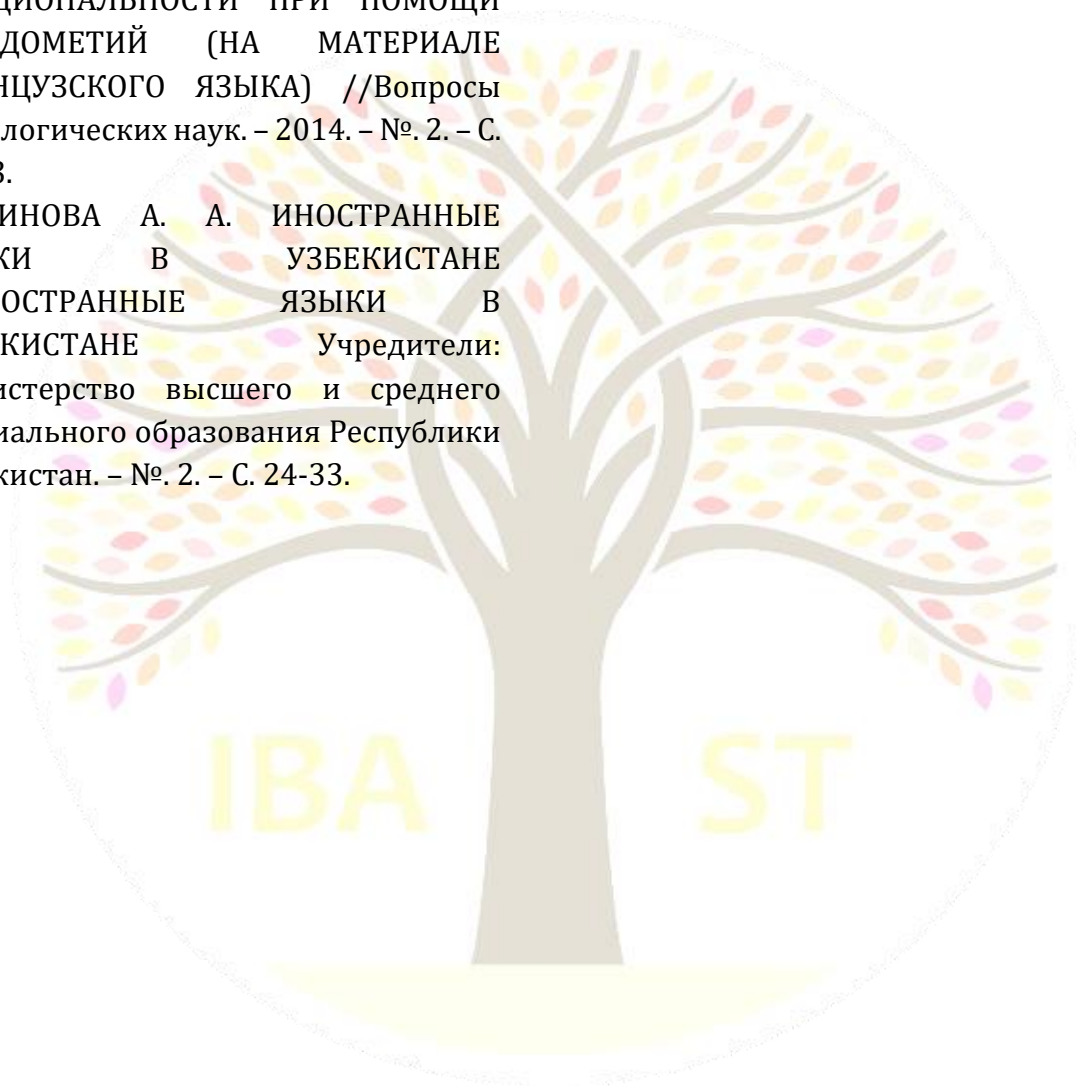 ЦИОНАЛЬНОСТИ ПРИ ПОМОЩИ
ДОМЕТИЙ (НА МАТЕРИАЛЕ
НЦУЗСКОГО ЯЗЫКА) //Вопросы
логических наук. – 2014. – №. 2. – С.
3.
ИНОВА А. А. ИНОСТРАННЫЕ
КИ В УЗБЕКИСТАНЕ
ОСТРАННЫЕ ЯЗЫКИ В
КИСТАНЕ Учредители:
истерство высшего и среднего
иального образования Республики
кистан. – №. 2. – С. 24-33.
IBA ST